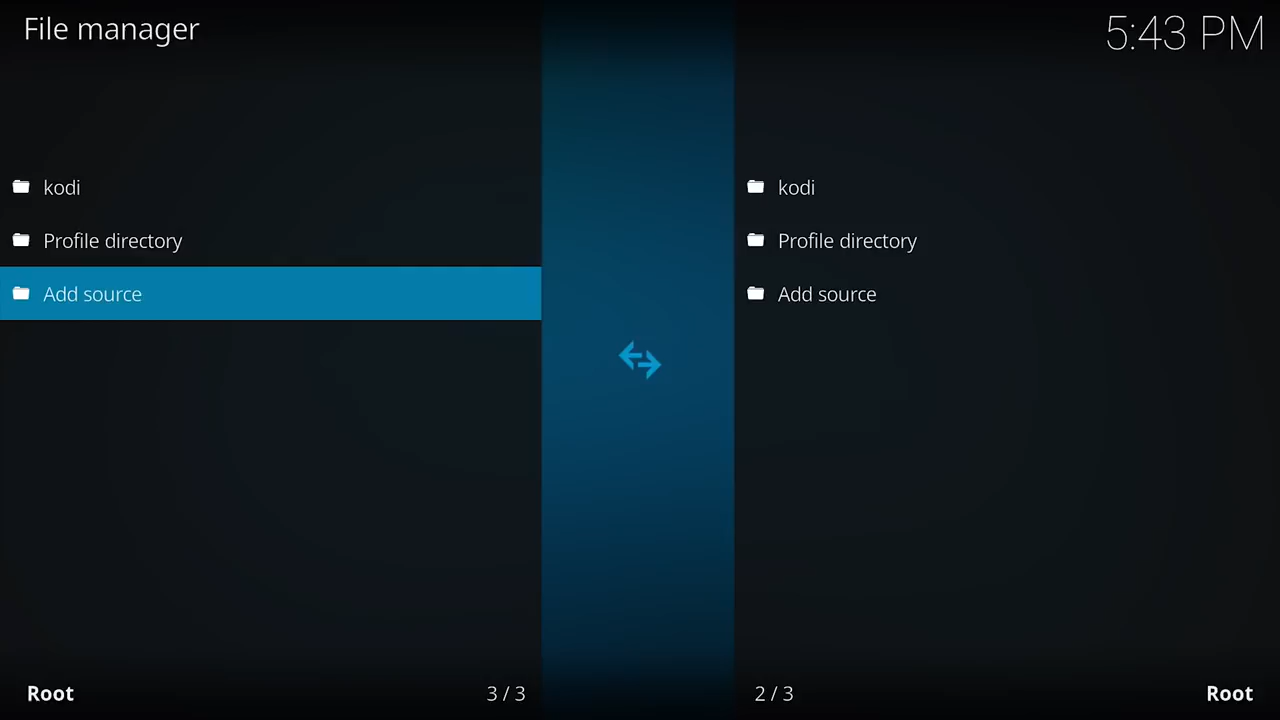 File manager
5:43 PM
kodi
Profile directory
Add source
kodi
Profile directory
Add source
Root
3 / 3
2 / 3
Root